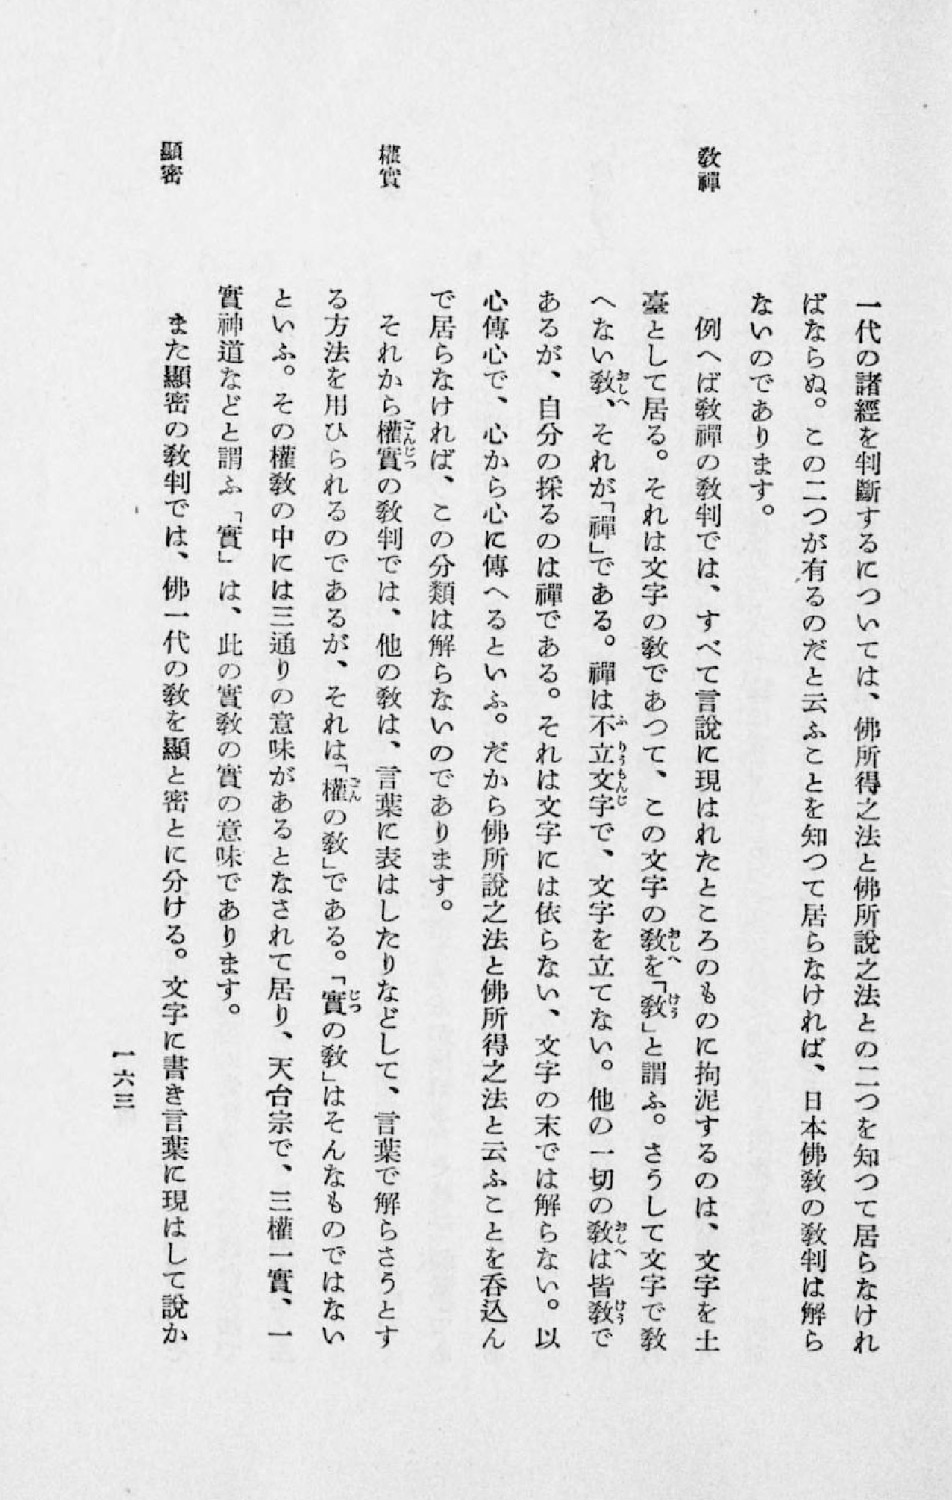 一代の諸經を判斷するについては、佛所得之法と佛所說之法との二つを知つて居らなけれ
ばならぬ。この二つが有るのだと云ふことを知つて居らなければ、日本佛敎の敎判は解ら
ないのであります。
敎禪
例へば敎禪の敎判では、すべて言說に現はれたところのものに拘泥するのは、文字を土
臺として居る。それは文字の敎であつて、この文字の敎を「敎」と謂ふ。さうして文字で敎
へない敎、それが「禪」である。禪は不立文字で、文字を立てない。他の一切の敎は皆敎で
あるが、自分の採るのは禪である。それは文字には依らない、文字の末では解らない。以
心傳心で、心から心に傳へるといふ。だから佛所說之法と佛所得之法と云ふことを呑込ん
で居らなければ、この分類は解らないのであります。
權實
それから權實の敎判では、他の敎は、言葉に表はしたりなどして、言葉で解らさうとす
る方法を用ひられるのであるが、それは「權の敎」である。「實の敎」はそんなものではない
といふ。その權敎の中には三通りの意味があるとなされて居り、天台宗で、三權一實、一
實神道などと謂ふ「實」は、此の實敎の實の意味であります。
顯密
また顯密の敎判では、佛一代の敎を顯と密とに分ける。文字に書き言葉に現はして說か
一六三